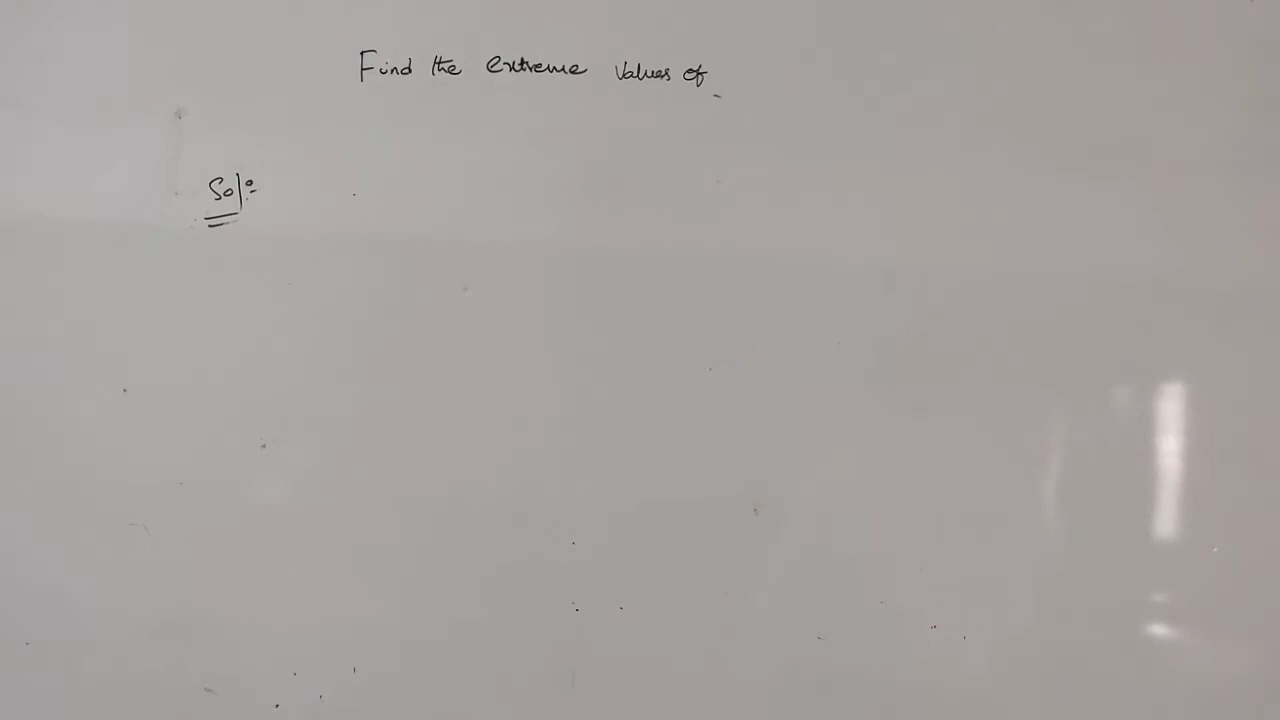 Find the extreme values of
Sol:-